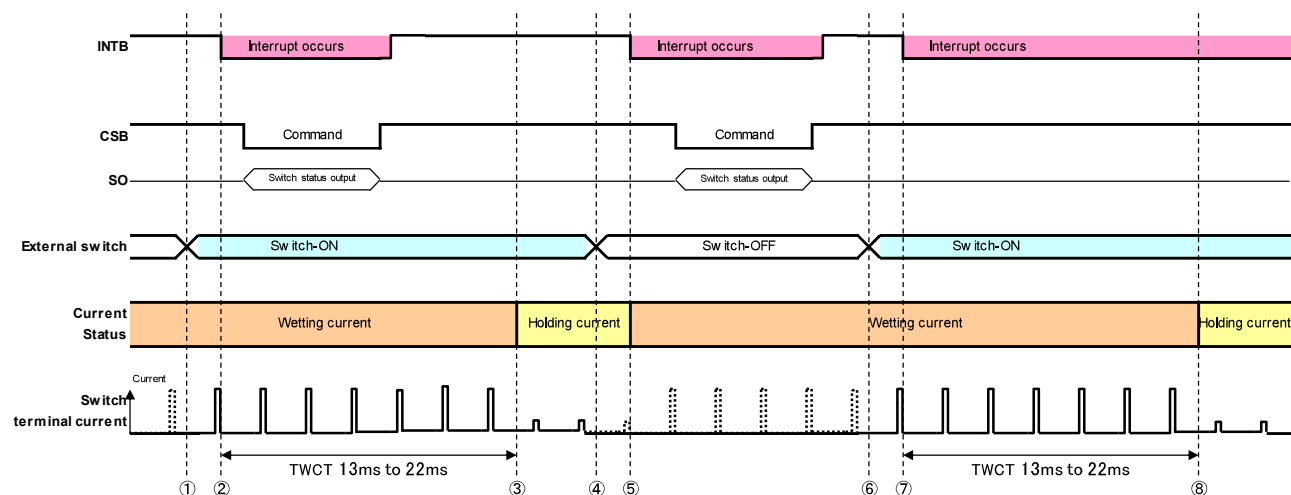 INTB
Interrupt occurs
Interrupt occurs
Interrupt occurs
CSB
Command
Command
SO
Switch status output
Switch status output
External switch
Switch-ON
Switch-OFF
Switch-ON
Current
Status
Wetting current
Holding current
Wetting current
Holding current
Current
Switch
terminal current
TWCT 13ms to 22ms
TWCT 13ms to 22ms
① ② ③ ④ ⑤ ⑥ ⑦ ⑧